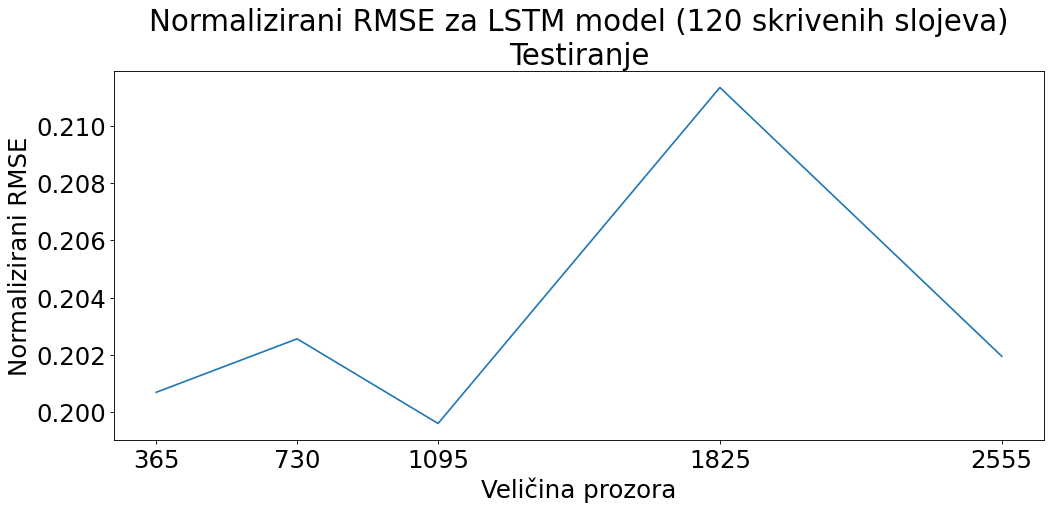 Normalizirani RMSE za LSTM model (120 skrivenih slojeva)
Testiranje
Normalizirani RMSE
0.210
0.208
0.206
0.204
0.202
0.200
365 730 1095 1825 2555
Veličina prozora